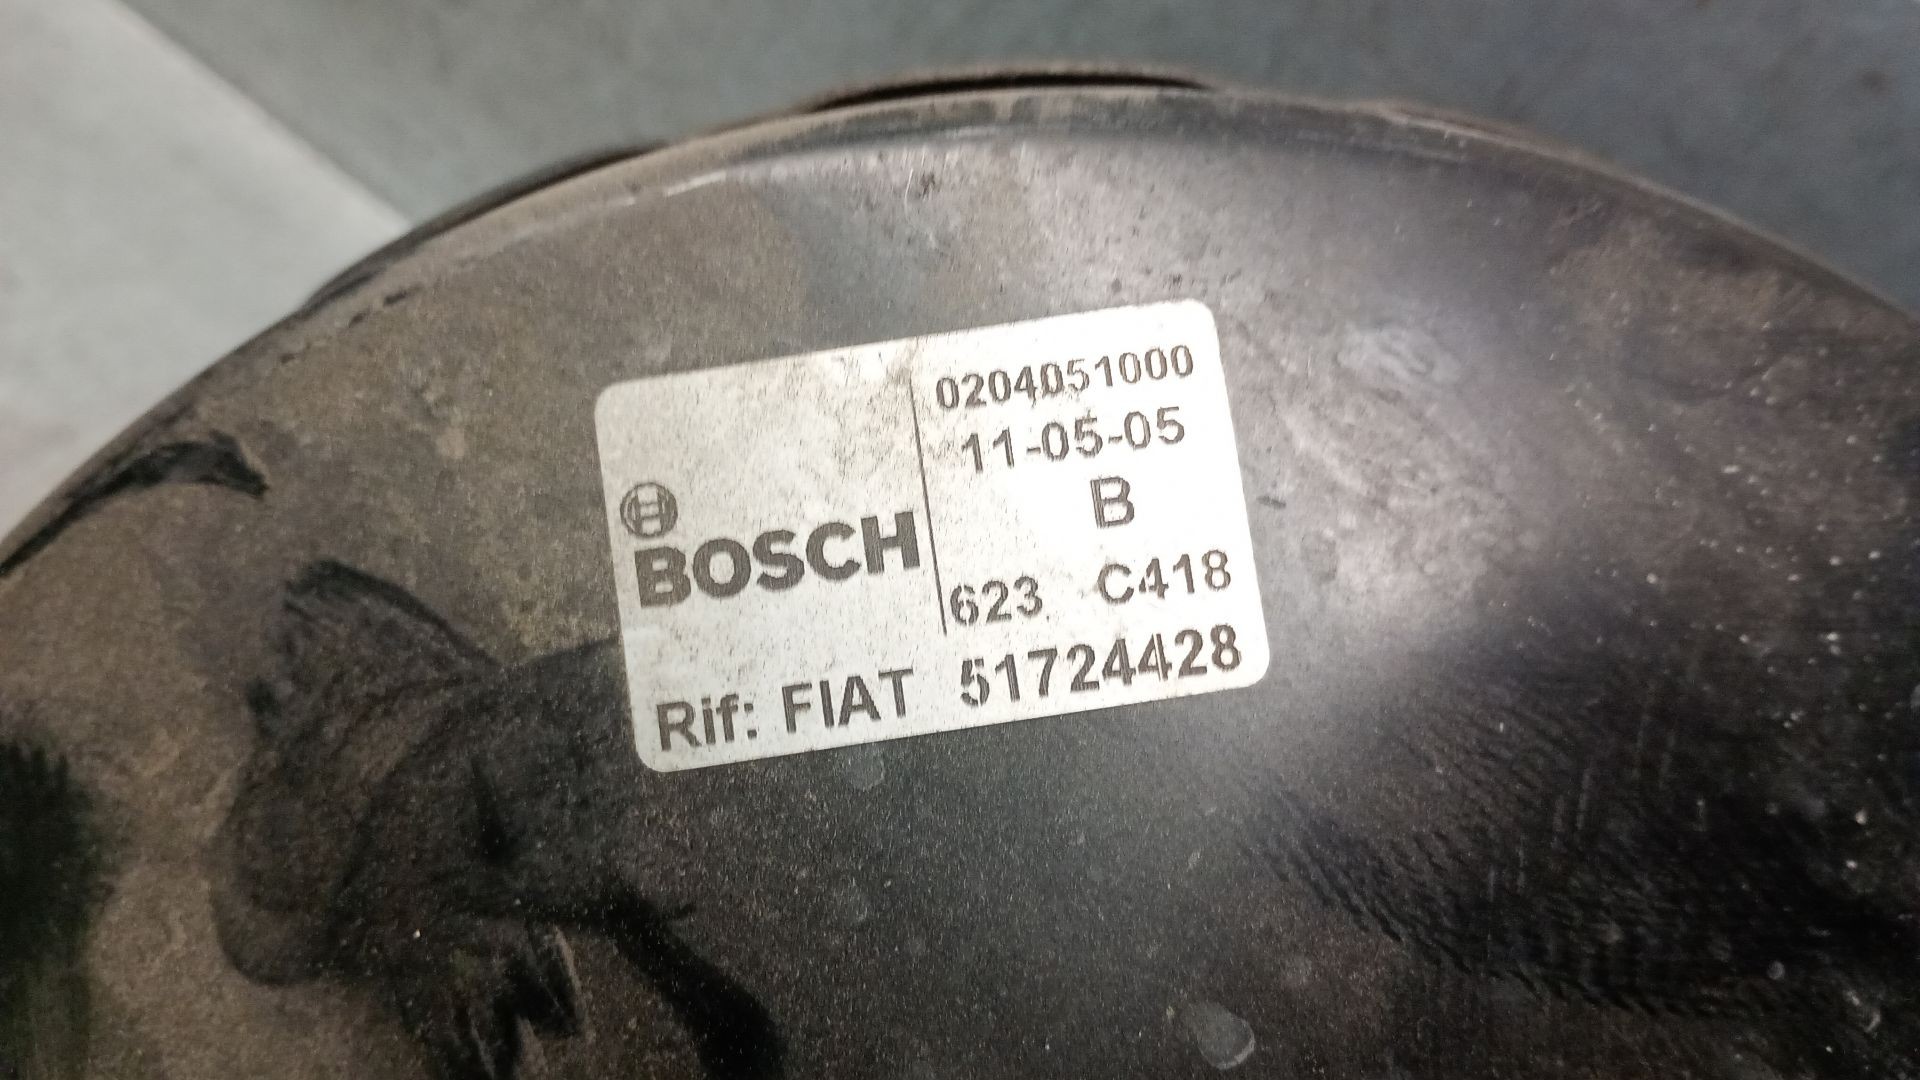 0204051000
11-05-05
B
BOSCH
623 C418
Rif: FIAT 51724428